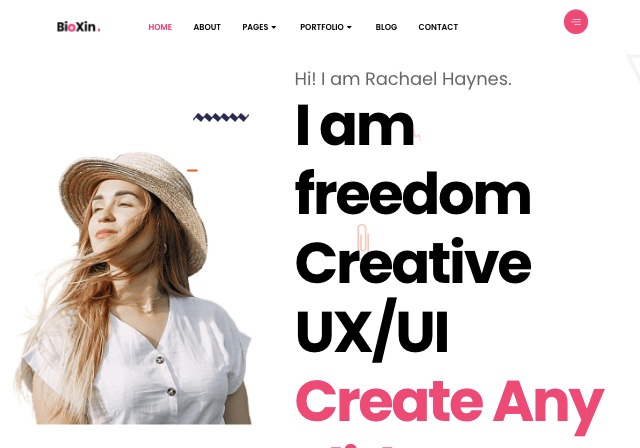 BioXin.
HOME ABOUT PAGES PORTFOLIO BLOG CONTACT
Hi! I am Rachael Haynes.
I am
freedom
Creative
UX/UI
Create Any